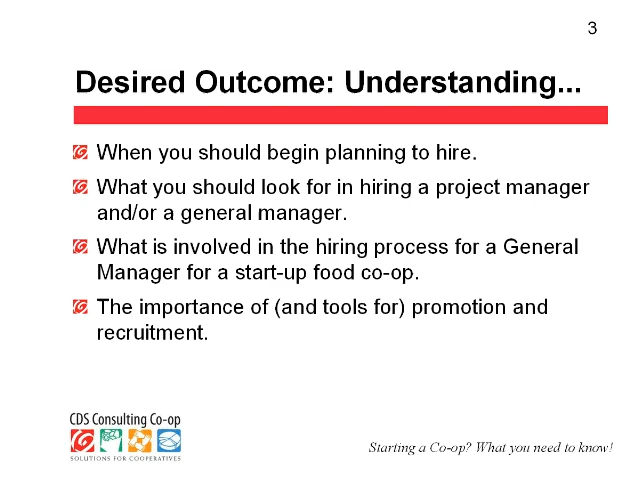 3
Desired Outcome: Understanding...
When you should begin planning to hire.
What you should look for in hiring a project manager
and/or a general manager.
What is involved in the hiring process for a General
Manager for a start-up food co-op.
The importance of (and tools for) promotion and
recruitment.
CDS Consulting Co-op
SOLUTIONS FOR COOPERATIVES
Starting a Co-op? What you need to know!